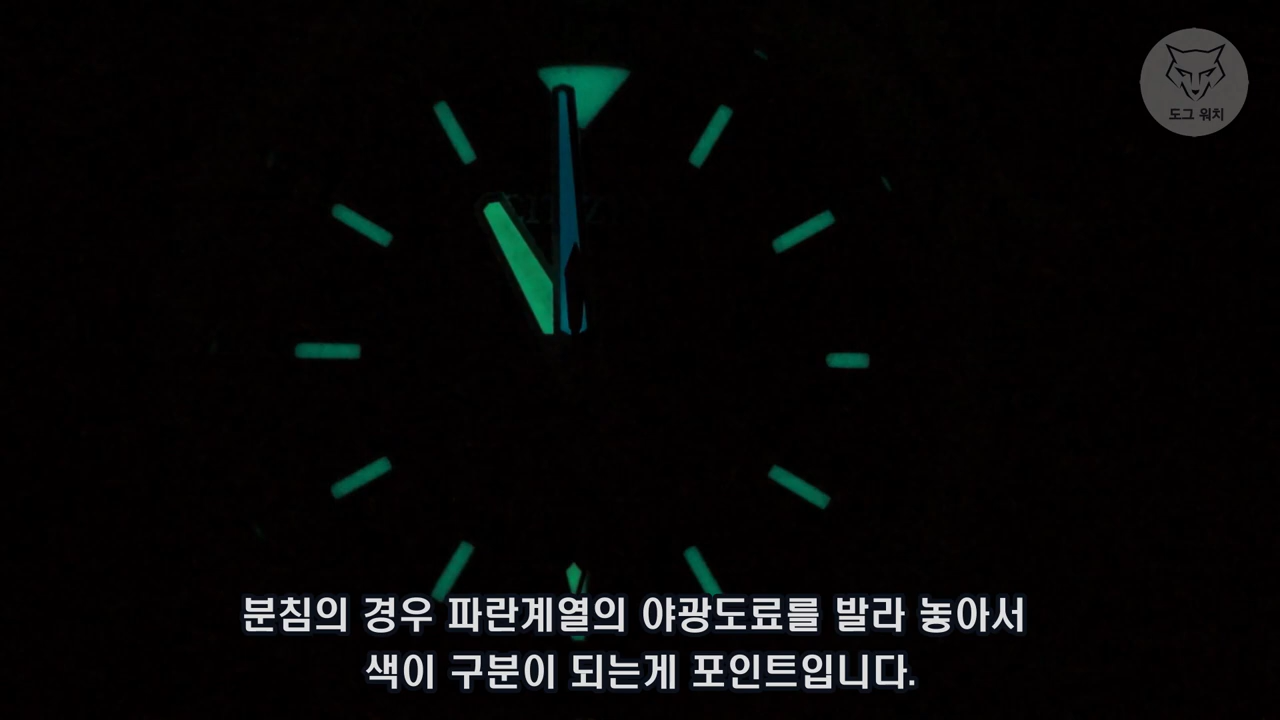 도그 워치
분침의 경우 파란계열의 야광도료를 발라 놓아서
색이 구분이 되는게 포인트입니다.